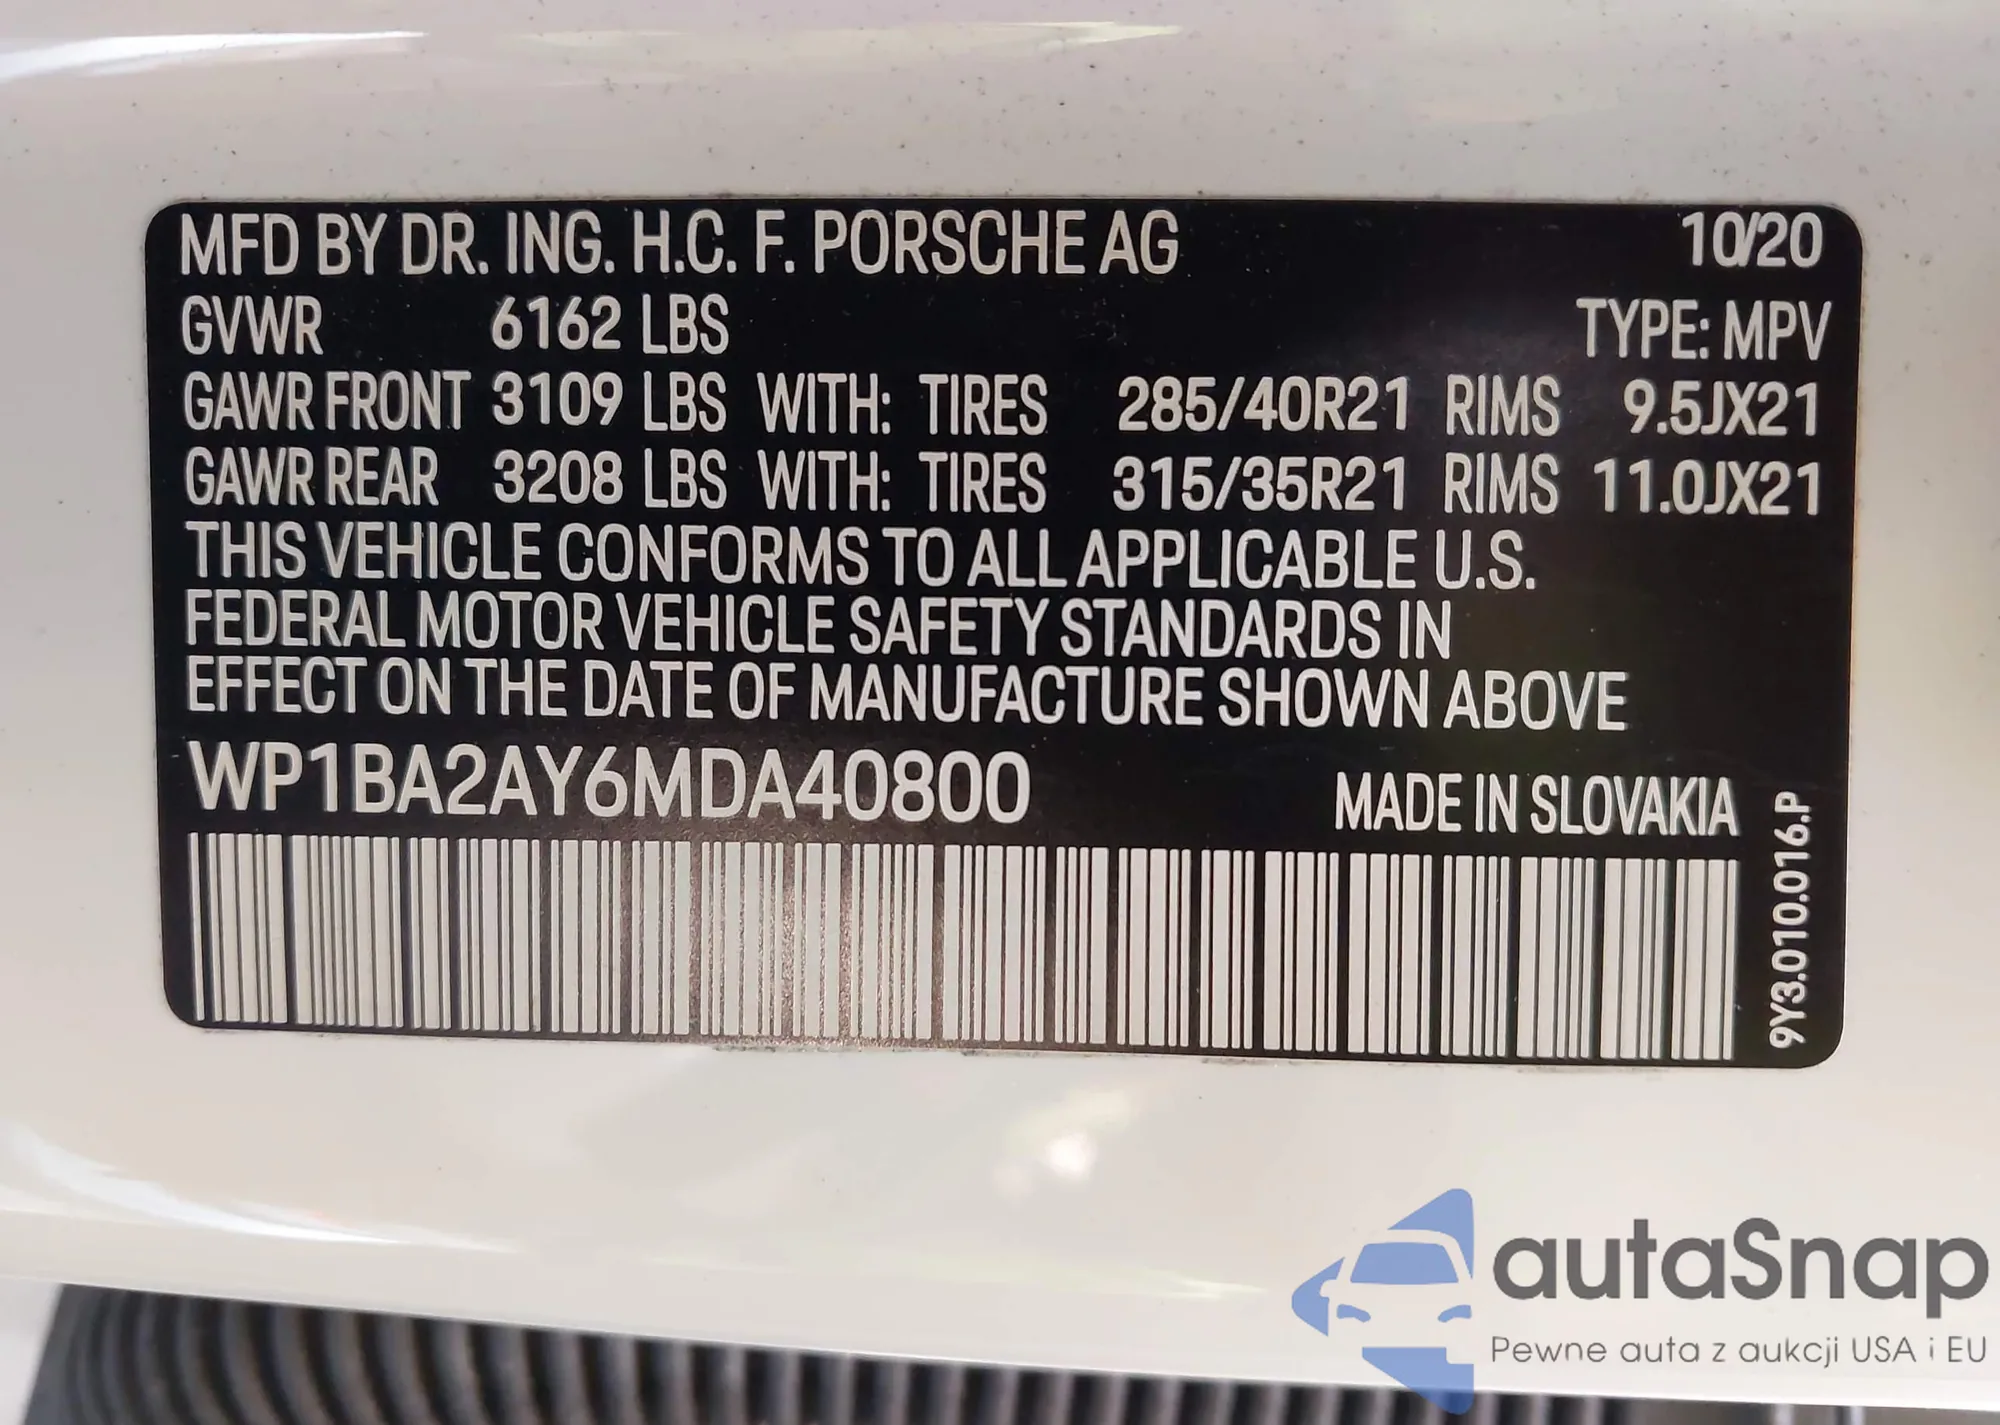 MFD BY DR. ING. H.C. F. PORSCHE AG 10/20
GVWR 6162 LBS TYPE: MPV
GAWR FRONT 3109 LBS WITH: TIRES 285/40R21 RIMS 9.5JX21
GAWR REAR 3208 LBS WITH: TIRES 315/35R21 RIMS 11.0JX21
THIS VEHICLE CONFORMS TO ALL APPLICABLE U.S.
FEDERAL MOTOR VEHICLE SAFETY STANDARDS IN
EFFECT ON THE DATE OF MANUFACTURE SHOWN ABOVE
WP1BA2AY6MDA40800 MADE IN SLOVAKIA
9Y3.010.016.P
autaSnap
Pewne auta z aukcji USA i EU